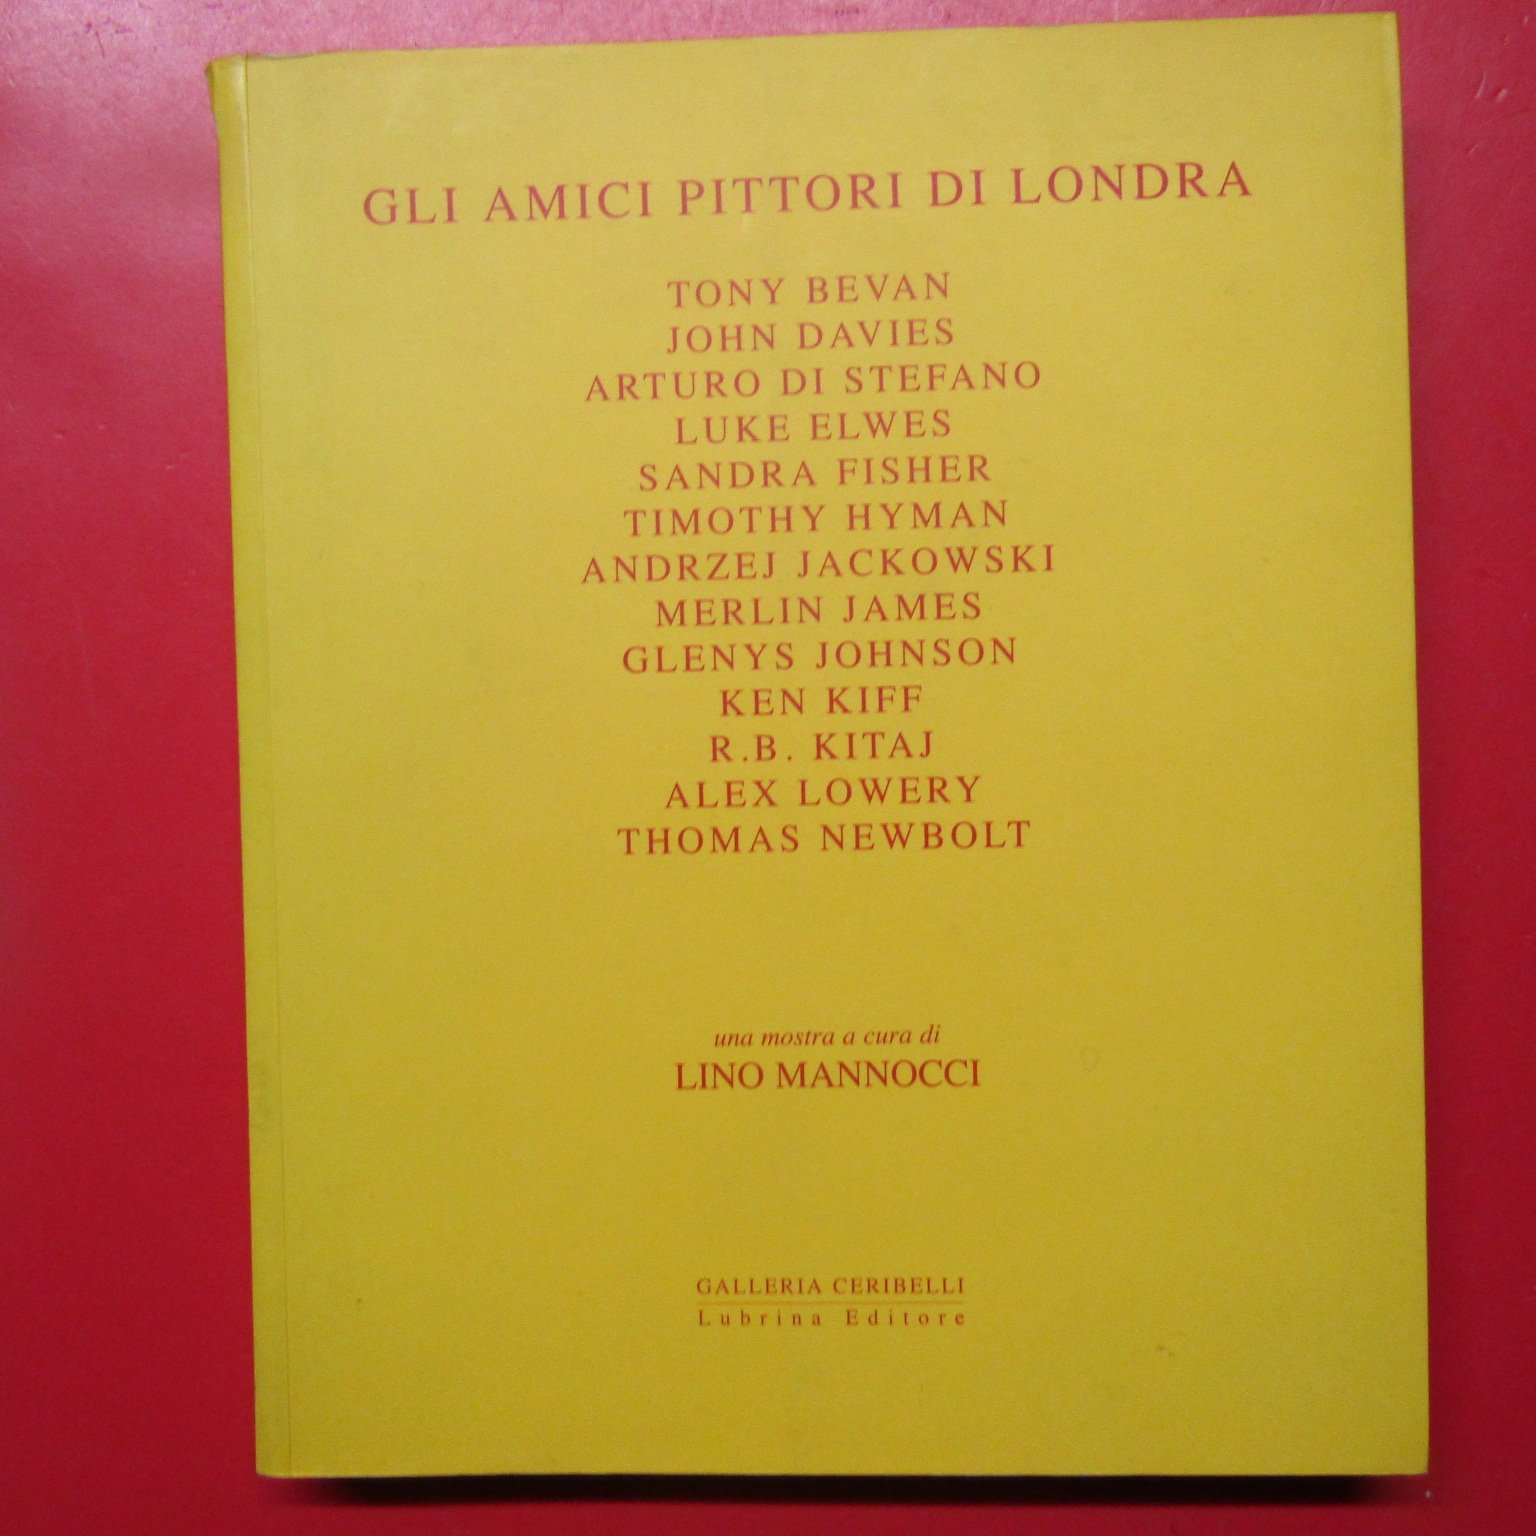 GLI AMICI PITTORI DI LONDRA
TONY BEVAN
JOHN DAVIES
ARTURO DI STEFANO
LUKE ELWES
SANDRA FISHER
TIMOTHY HYMAN
ANDRZEJ JACKOWSKI
MERLIN JAMES
GLENYS JOHNSON
KEN KIFF
R.B. KITAJ
ALEX LOWERY
THOMAS NEWBOLT
una mostra a cura di
LINO MANNOCCI
GALLERIA CERIBELLI
Lubrina Editore